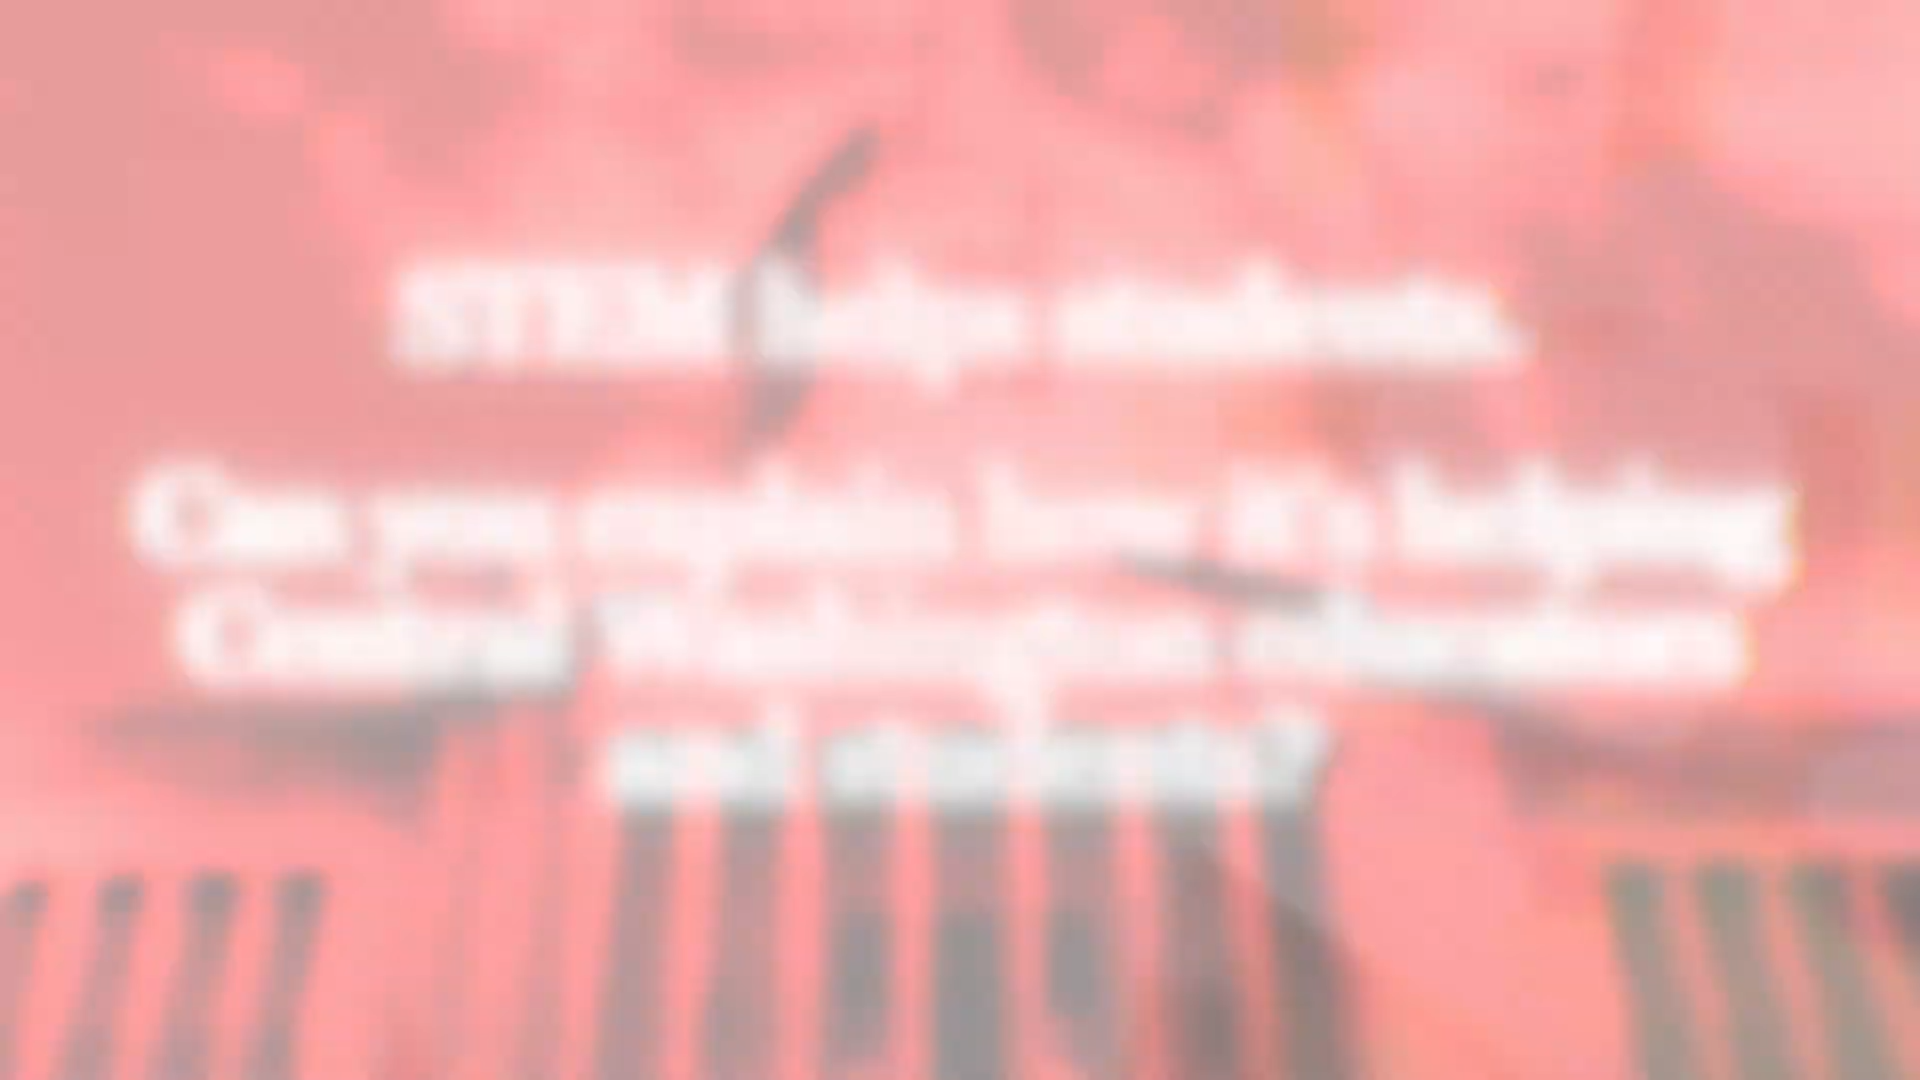 STEM helps students.
Can you explain how it's helping
Central Washington educators
and students?